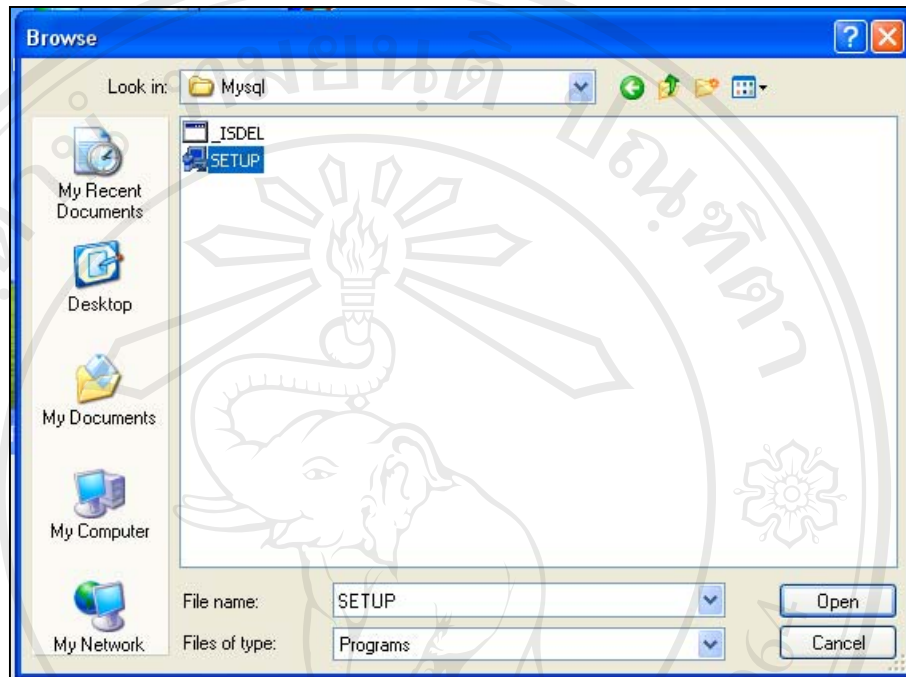 Browse
Look in:
Mysql
_ISDEL
SETUP
My Recent
Documents
Desktop
My Documents
My Computer
My Network
File name:
SETUP
Open
Files of type:
Programs
Cancel